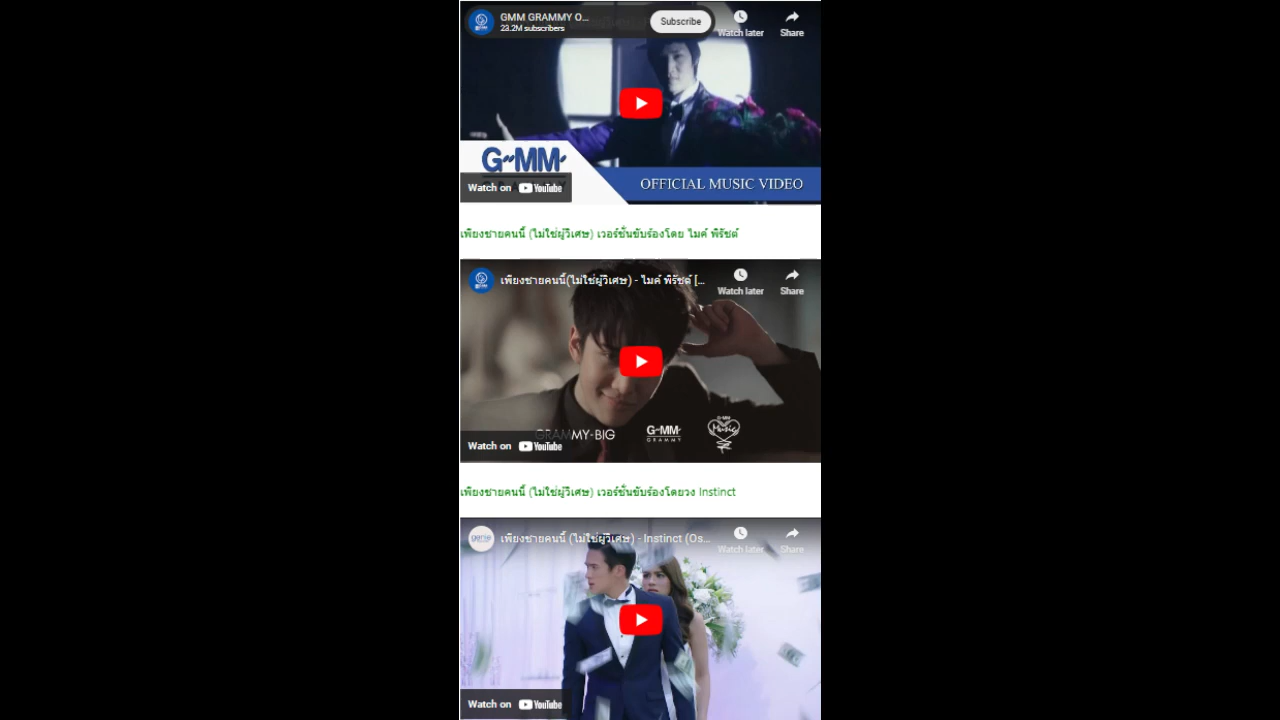 GMM GRAMMY O...
23.2M subscribers
Subscribe
Watch later
Share
G~MM~
OFFICIAL MUSIC VIDEO
Watch on YouTube
เพียงชายคนนี้ (ไม่ใช่ผู้วิเศษ) เวอร์ชั่นขับร้องโดย ไมค์ พิรัชต์
เพียงชายคนนี้(ไม่ใช่ผู้วิเศษ) - ไมค์ พิรัชต์ [...
Watch later
Share
GRAMMY-BIG
G~MM~
GRAMMY
G~MM~
Music
Watch on YouTube
เพียงชายคนนี้ (ไม่ใช่ผู้วิเศษ) เวอร์ชั่นขับร้องโดยวง Instinct
genie
เพียงชายคนนี้ (ไม่ใช่ผู้วิเศษ) - Instinct (Os...
Watch later
Share
Watch on YouTube